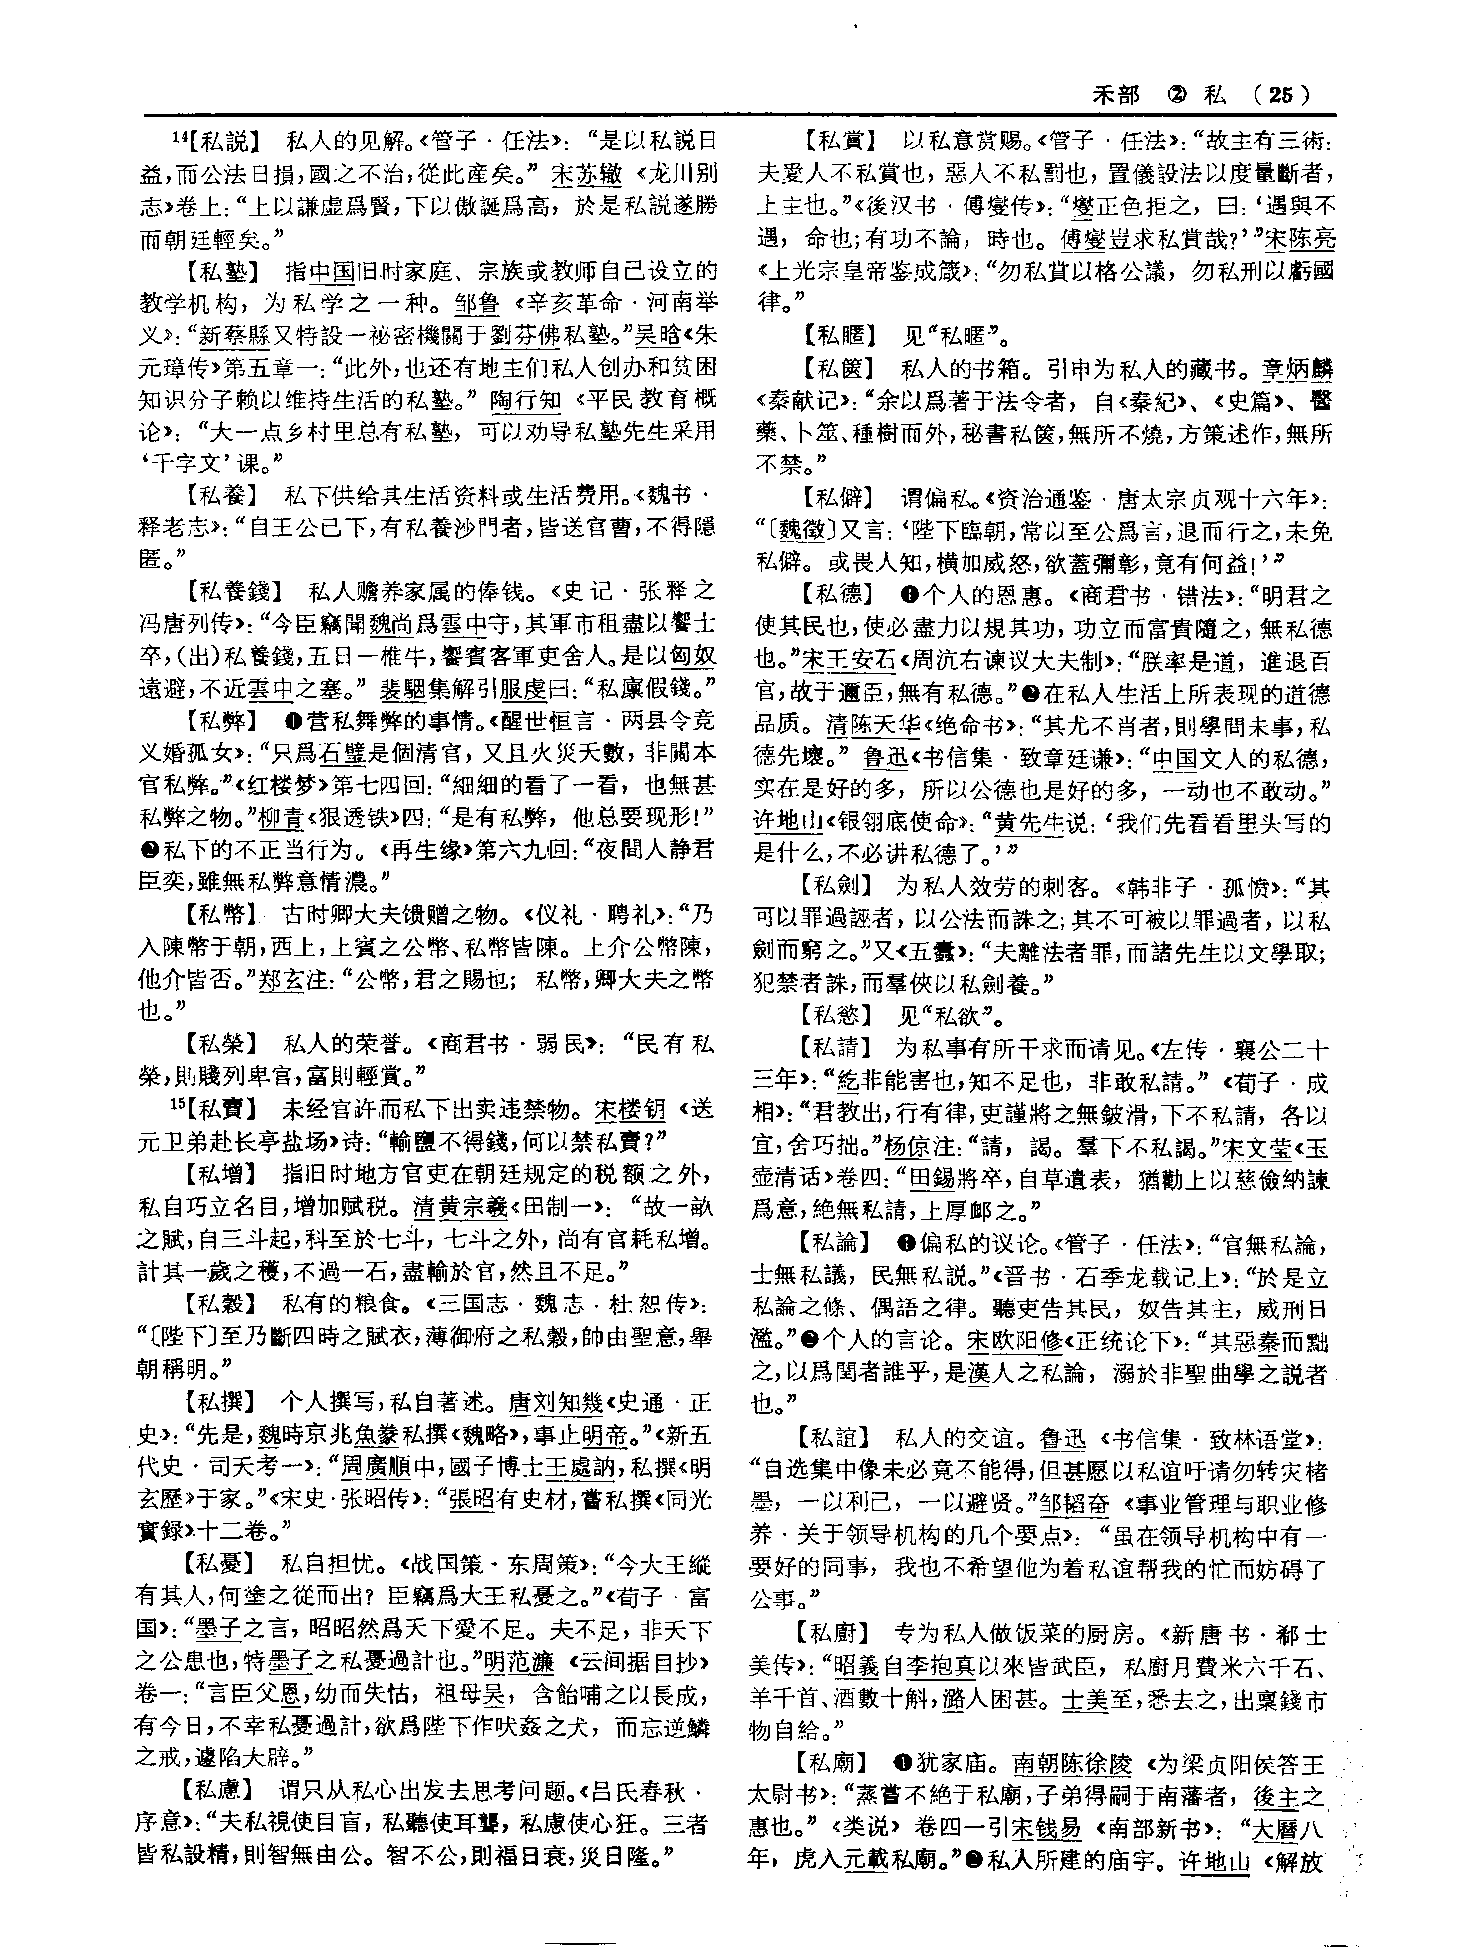 禾部 ② 私 （25）
¹⁴【私説】 私人的见解。《管子·任法》：“是以私説日
益，而公法日損，國之不治，從此産矣。” 宋苏辙《龙川别
志》卷上：“上以謙虚爲賢，下以傲誕爲高，於是私説遂勝
而朝廷輕矣。”
【私塾】 指中国旧时家庭、宗族或教师自己设立的
教学机构，为私学之一种。邹鲁《辛亥革命·河南举
义》：“新蔡縣又特設一祕密機關于劉芬佛私塾。”吴晗《朱
元璋传》第五章一：“此外，也还有地主们私人创办和贫困
知识分子赖以维持生活的私塾。” 陶行知《平民教育概
论》：“大一点乡村里总有私塾，可以劝导私塾先生采用
‘千字文’课。”
【私養】 私下供给其生活资料或生活费用。《魏书·
释老志》：“自王公已下，有私養沙門者，皆送官曹，不得隱
匿。”
【私養錢】 私人赡养家属的俸钱。《史记·张释之
冯唐列传》：“今臣竊聞魏尚爲雲中守，其軍市租盡以饗士
卒，（出）私養錢，五日一椎牛，饗賓客軍吏舍人。是以匈奴
遠避，不近雲中之塞。” 裴駰集解引服虔曰：“私廪假錢。”
【私弊】 ❶营私舞弊的事情。《醒世恒言·两县令竞
义婚孤女》：“只爲石璧是個清官，又且火災天數，非關本
官私弊。”《红楼梦》第七四回：“細細的看了一看，也無甚
私弊之物。”柳青《狠透铁》四：“是有私弊，他总要现形！”
❷私下的不正当行为。《再生缘》第六九回：“夜間人静君
臣奕，雖無私弊意情濃。”
【私幣】 古时卿大夫馈赠之物。《仪礼·聘礼》：“乃
入陳幣于朝，西上，上賓之公幣、私幣皆陳。上介公幣陳，
他介皆否。”郑玄注：“公幣，君之賜也；私幣，卿大夫之幣
也。”
【私榮】 私人的荣誉。《商君书·弱民》：“民有私
榮，則賤列卑官，富則輕賞。”
¹⁵【私賣】 未经官許而私下出卖违禁物。宋楼钥《送
元卫弟赴长亭盐场》诗：“輸鹽不得錢，何以禁私賣？”
【私增】 指旧时地方官吏在朝廷规定的税额之外，
私自巧立名目，增加赋税。清黄宗羲《田制一》：“故一畝
之賦，自三斗起，科至於七斗，七斗之外，尚有官耗私增。
計其一歲之穫，不過一石，盡輸於官，然且不足。”
【私穀】 私有的粮食。《三国志·魏志·杜恕传》：
“〔陛下〕至乃斷四時之賦衣，薄御府之私穀，帥由聖意，舉
朝稱明。”
【私撰】 个人撰写，私自著述。唐刘知幾《史通·正
史》：“先是，魏時京兆魚豢私撰《魏略》，事止明帝。”《新五
代史·司天考一》：“周廣順中，國子博士王處訥，私撰《明
玄歷》于家。”《宋史·张昭传》：“張昭有史材，嘗私撰《同光
實録》十二卷。”
【私憂】 私自担忧。《战国策·东周策》：“今大王縱
有其人，何塗之從而出？臣竊爲大王私憂之。”《荀子·富
国》：“墨子之言，昭昭然爲天下憂不足。夫不足，非天下
之公患也，特墨子之私憂過計也。”明范濂《云间据目抄》
卷一：“言臣父恩，幼而失怙，祖母吴，含飴哺之以長成，
有今日，不幸私憂過計，欲爲陛下作吠姦之犬，而忘逆鱗
之戒，遽陷大辟。”
【私慮】 谓只从私心出发去思考问题。《吕氏春秋·
序意》：“夫私視使目盲，私聽使耳聾，私慮使心狂。三者
皆私設精，則智無由公。智不公，則福日衰，災日隆。”
【私賞】 以私意赏赐。《管子·任法》：“故主有三術：
夫愛人不私賞也，惡人不私罰也，置儀設法以度量斷者，
上主也。”《後汉书·傅燮传》：“燮正色拒之，曰：‘遇與不
遇，命也；有功不論，時也。傅燮豈求私賞哉？’”宋陈亮
《上光宗皇帝鉴成箴》：“勿私賞以格公議，勿私刑以虧國
律。”
【私暱】 见“私暱”。
【私篋】 私人的书箱。引申为私人的藏书。章炳麟
《秦献记》：“余以爲著于法令者，自《秦紀》、《史篇》、醫
藥、卜筮、種樹而外，秘書私篋，無所不燒，方策述作，無所
不禁。”
【私僻】 谓偏私。《资治通鉴·唐太宗贞观十六年》：
“〔魏徵〕又言：‘陛下臨朝，常以至公爲言，退而行之，未免
私僻。或畏人知，横加威怒，欲蓋彌彰，竟有何益！’”
【私德】 ❶个人的恩惠。《商君书·错法》：“明君之
使其民也，使必盡力以規其功，功立而富貴隨之，無私德
也。”宋王安石《周沆右谏议大夫制》：“朕率是道，進退百
官，故于邇臣，無有私德。”❷在私人生活上所表现的道德
品质。清陈天华《绝命书》：“其尤不肖者，則學問未事，私
德先壞。” 鲁迅《书信集·致章廷谦》：“中国文人的私德，
实在是好的多，所以公德也是好的多，一动也不敢动。”
许地山《银翎底使命》：“黄先生说：‘我们先看看里头写的
是什么，不必讲私德了。’”
【私劍】 为私人效劳的刺客。《韩非子·孤愤》：“其
可以罪過誣者，以公法而誅之；其不可被以罪過者，以私
劍而窮之。”又《五蠹》：“夫離法者罪，而諸先生以文學取；
犯禁者誅，而羣俠以私劍養。”
【私慾】 见“私欲”。
【私請】 为私事有所干求而请见。《左传·襄公二十
三年》：“紇非能害也，知不足也，非敢私請。”《荀子·成
相》：“君教出，行有律，吏謹將之無鈹滑，下不私請，各以
宜，舍巧拙。”杨倞注：“請，謁。羣下不私謁。”宋文莹《玉
壶清话》卷四：“田錫將卒，自草遺表，猶勸上以慈儉納諫
爲意，絶無私請，上厚卹之。”
【私論】 ❶偏私的议论。《管子·任法》：“官無私論，
士無私議，民無私説。”《晋书·石季龙载记上》：“於是立
私論之條、偶語之律。聽吏告其民，奴告其主，威刑日
濫。”❷个人的言论。宋欧阳修《正统论下》：“其惡秦而黜
之，以爲閏者誰乎，是漢人之私論，溺於非聖曲學之説者
也。”
【私誼】 私人的交谊。鲁迅《书信集·致林语堂》：
“自选集中像未必竟不能得，但甚愿以私谊吁请勿转灾楮
墨，一以利己，一以避贤。”邹韬奋《事业管理与职业修
养·关于领导机构的几个要点》：“虽在领导机构中有一
要好的同事，我也不希望他为着私谊帮我的忙而妨碍了
公事。”
【私廚】 专为私人做饭菜的厨房。《新唐书·郗士
美传》：“昭義自李抱真以來皆武臣，私廚月費米六千石、
羊千首、酒數十斛，潞人困甚。士美至，悉去之，出稟錢市
物自給。”
【私廟】 ❶犹家庙。南朝陈徐陵《为梁贞阳侯答王
太尉书》：“蒸嘗不絶于私廟，子弟得嗣于南藩者，後主之
惠也。”《类说》卷四一引宋钱易《南部新书》：“大曆八
年，虎入元載私廟。”❷私人所建的庙宇。许地山《解放